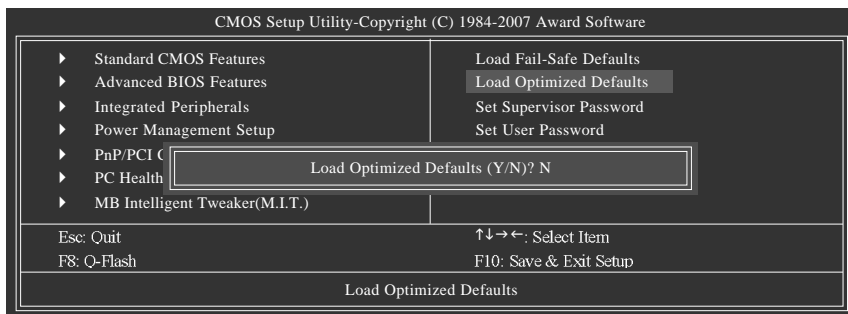 CMOS Setup Utility-Copyright (C) 1984-2007 Award Software
Standard CMOS Features
Advanced BIOS Features
Integrated Peripherals
Power Management Setup
PnP/PCI
PC Health
MB Intelligent Tweaker(M.I.T.)
Load Fail-Safe Defaults
Load Optimized Defaults
Set Supervisor Password
Set User Password
Load Optimized Defaults (Y/N)? N
Esc: Quit
F8: Q-Flash
↑↓→←: Select Item
F10: Save & Exit Setup
Load Optimized Defaults